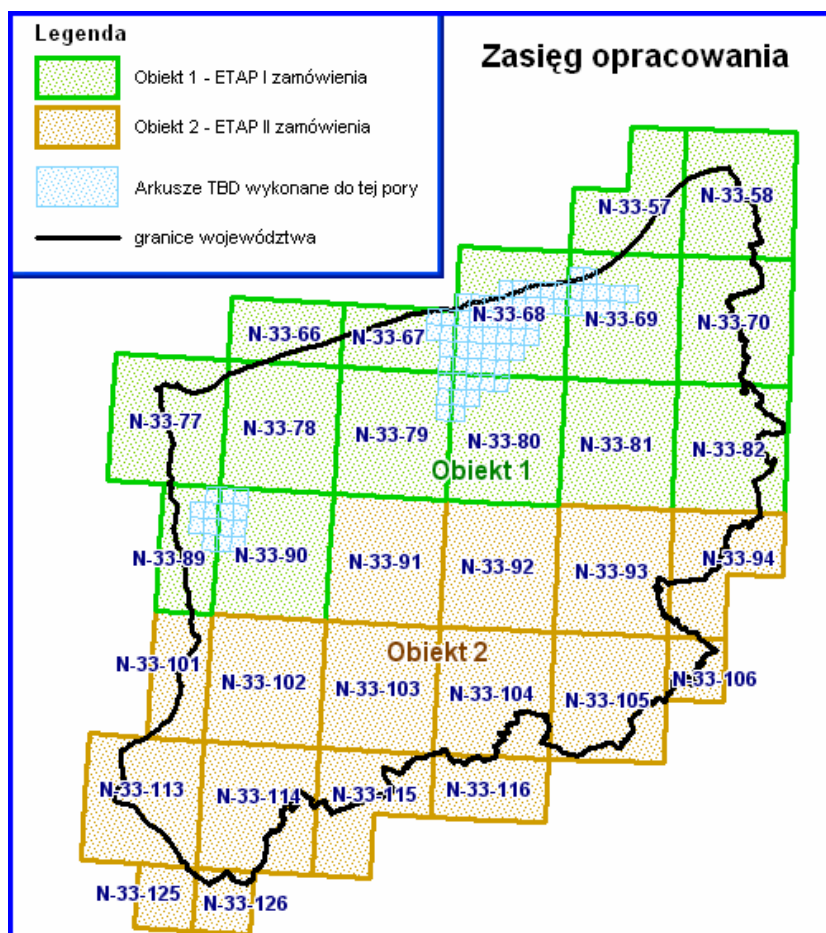 Legenda
Obiekt 1 - ETAP I zamówienia
Obiekt 2 - ETAP II zamówienia
Arkusze TBD wykonane do tej pory
granice województwa
Zasięg opracowania
N-33-57
N-33-58
N-33-66
N-33-67
N-33-68
N-33-69
N-33-70
N-33-77
N-33-78
N-33-79
N-33-80
N-33-81
N-33-82
Obiekt 1
N-33-89
N-33-90
N-33-91
N-33-92
N-33-93
N-33-94
Obiekt 2
N-33-101
N-33-102
N-33-103
N-33-104
N-33-105
N-33-106
N-33-113
N-33-114
N-33-115
N-33-116
N-33-125
N-33-126